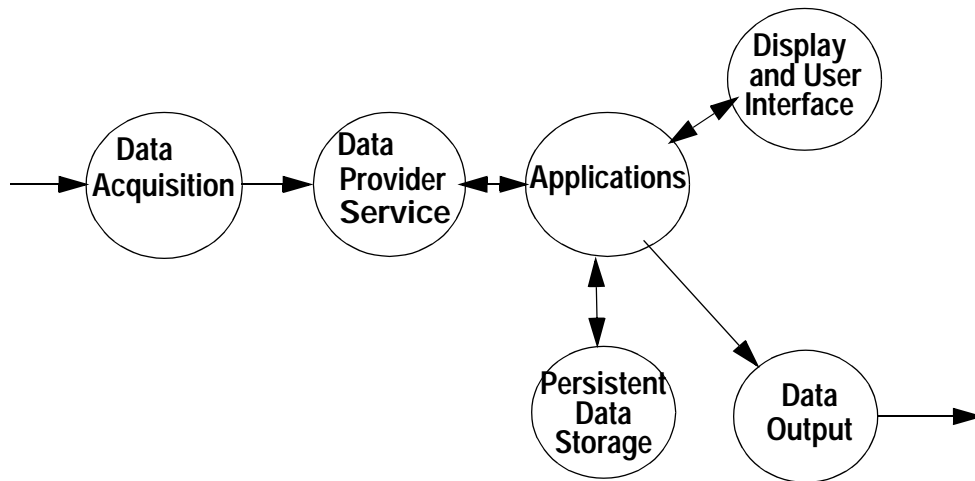 Data
Acquisition
Data
Provider
Service
Applications
Display
and User
Interface
Persistent
Data
Storage
Data
Output